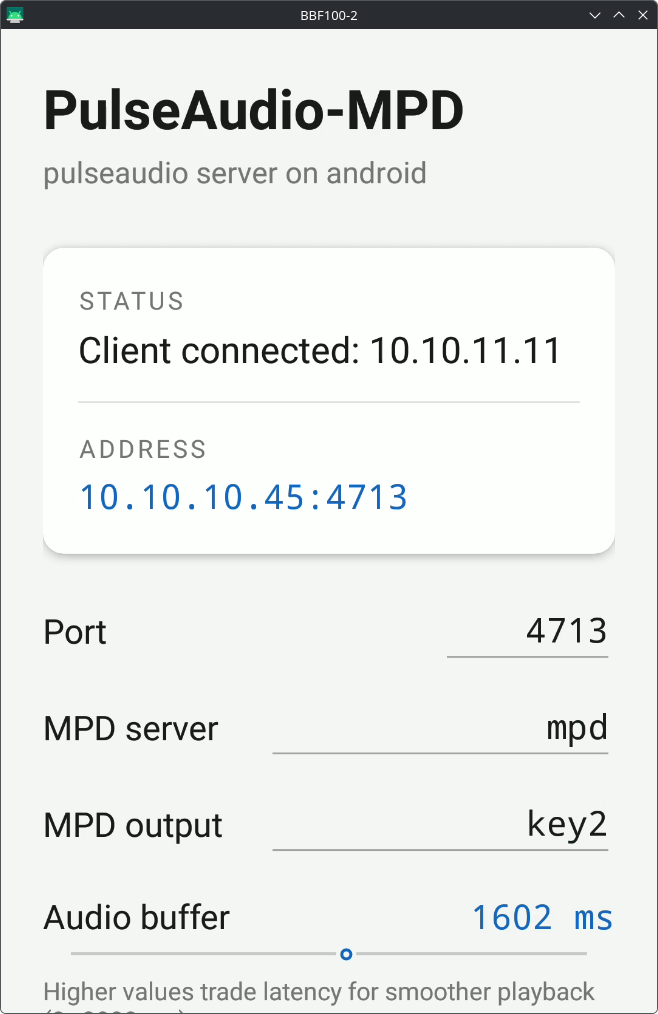 BBF100-2
PulseAudio-MPD
pulseaudio server on android
STATUS
Client connected: 10.10.11.11
ADDRESS
10.10.10.45:4713
Port 4713
MPD server mpd
MPD output key2
Audio buffer 1602 ms
Higher values trade latency for smoother playback